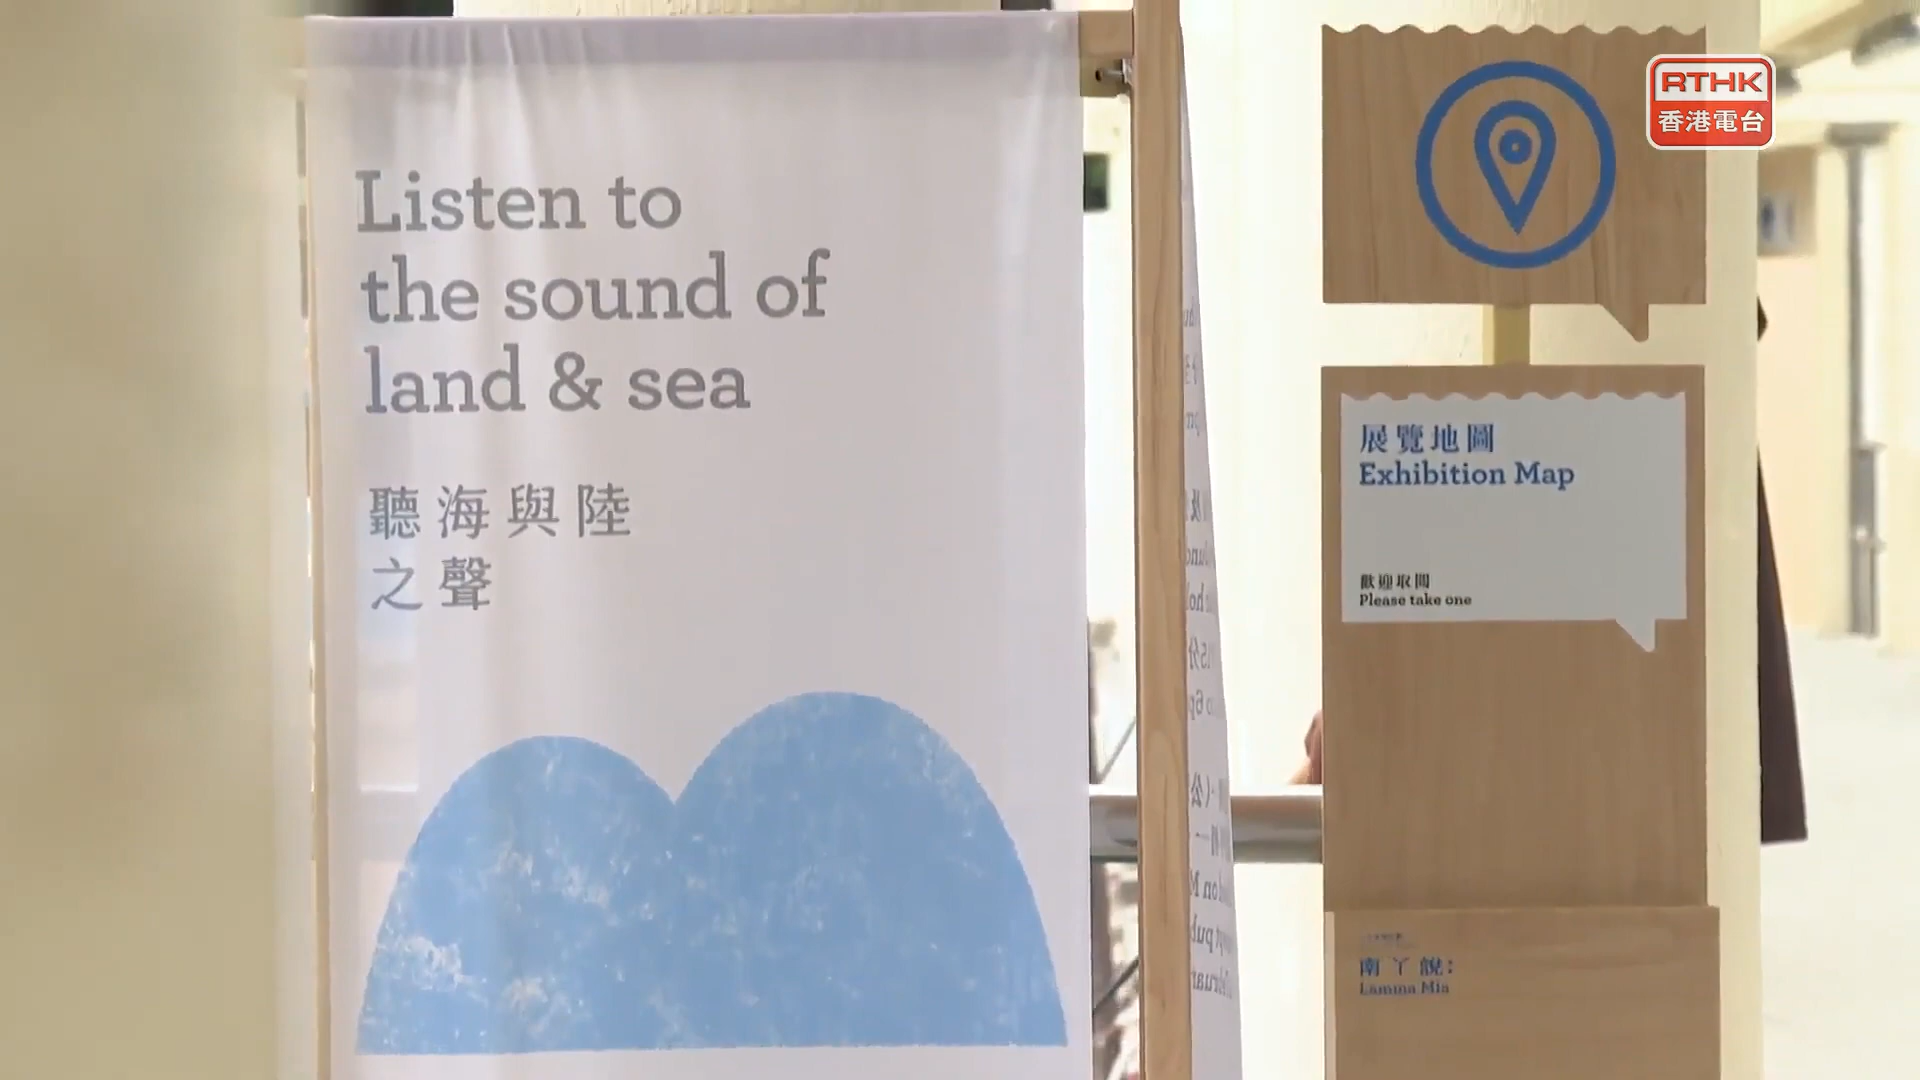 Listen to
the sound of
land & sea
聽海與陸
之聲
RTHK
香港電台
展覽地圖
Exhibition Map
歡迎取閱
Please take one
南丫說：
Lamma Mia